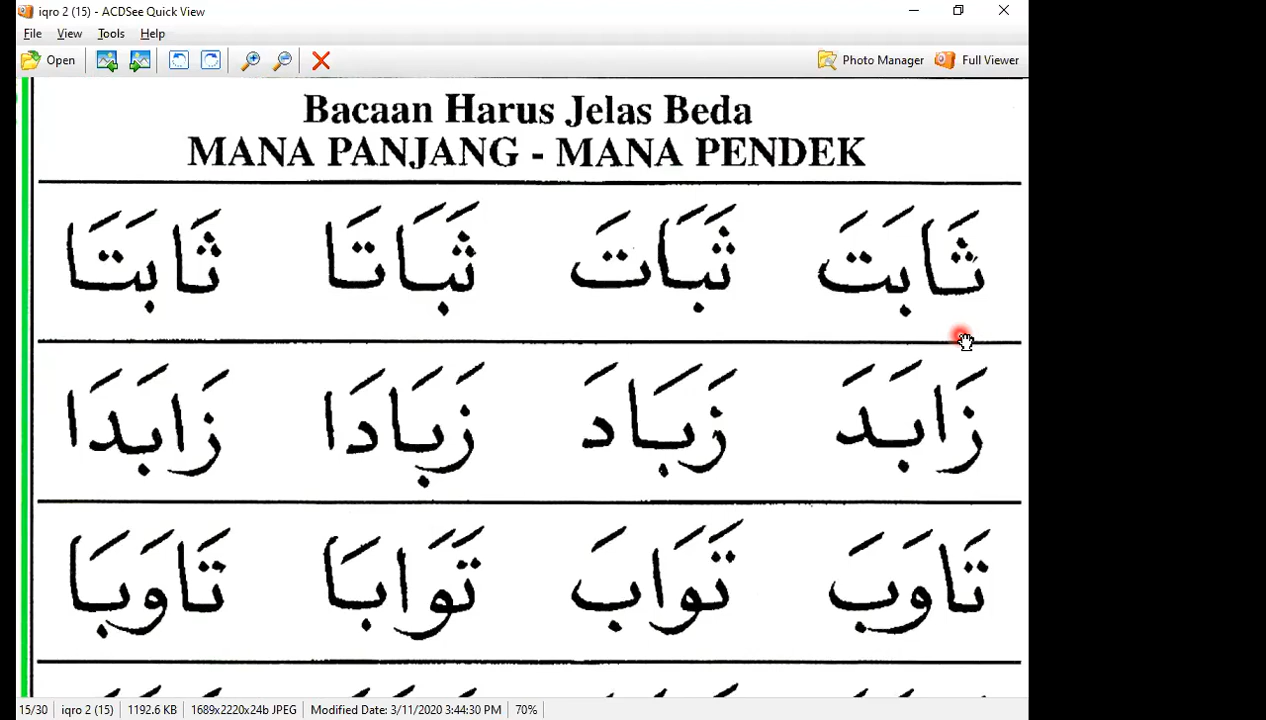 iqro 2 (15) - ACDSee Quick View
File View Tools Help
Open Photo Manager Full Viewer
Bacaan Harus Jelas Beda
MANA PANJANG - MANA PENDEK
ثَابَتَ ثَبَاتَ ثَبَاتَا ثَابَتَا
زَابَدَ زَبَادَ زَبَادَا زَابَدَا
تَاوَبَ تَوَابَ تَوَابَا تَاوَبَا
15/30 iqro 2 (15) 1192.6 KB 1689x2220x24b JPEG Modified Date: 3/11/2020 3:44:30 PM 70%